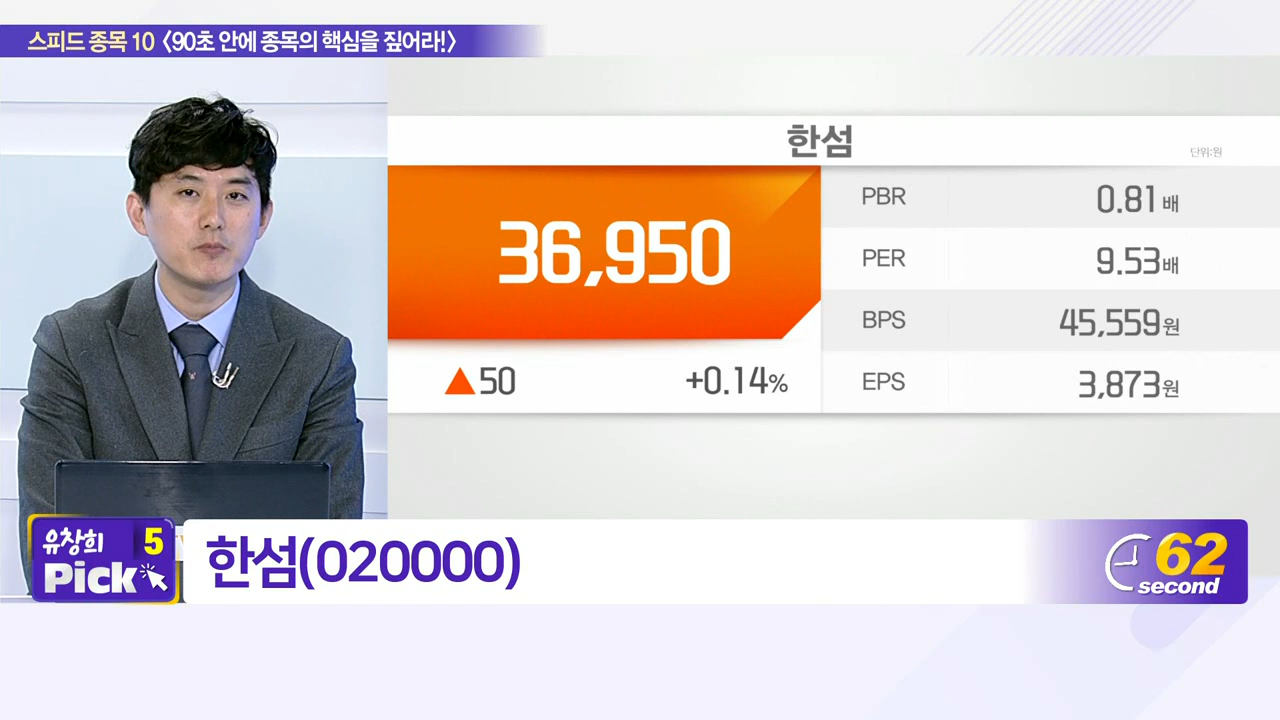 스피드 종목 10 〈90초 안에 종목의 핵심을 짚어라!〉
한섬
단위:원
36,950
▲50 +0.14%
PBR 0.81 배
PER 9.53배
BPS 45,559원
EPS 3,873원
유창희 5
Pick
한섬(020000)
62
second